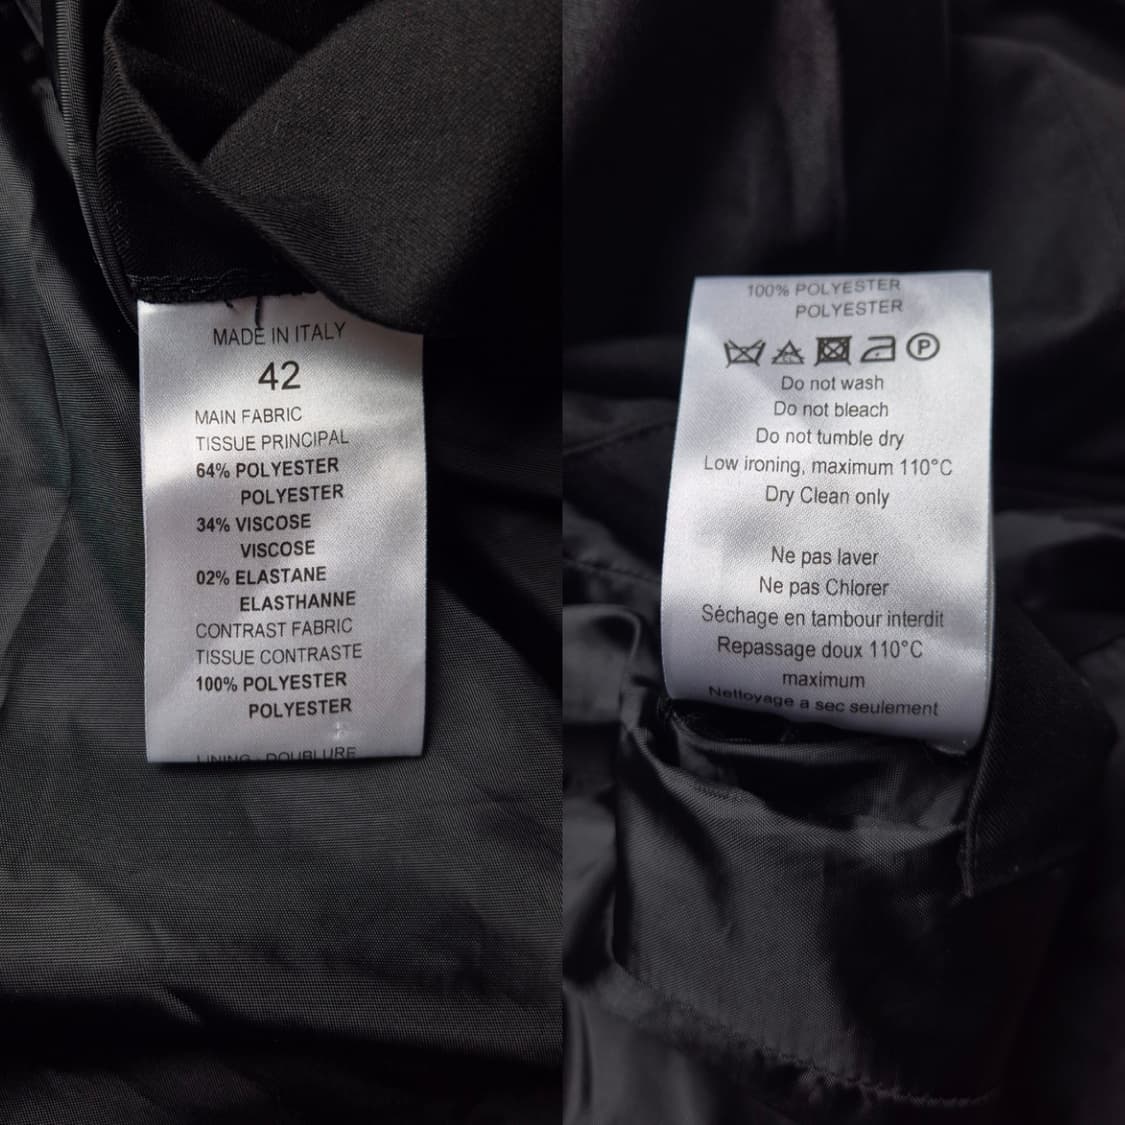 MADE IN ITALY
42
MAIN FABRIC
TISSUE PRINCIPAL
64% POLYESTER
POLYESTER
34% VISCOSE
VISCOSE
02% ELASTANE
ELASTHANNE
CONTRAST FABRIC
TISSUE CONTRASTE
100% POLYESTER
POLYESTER
LINING - DOUBLURE
100% POLYESTER
POLYESTER
P
Do not wash
Do not bleach
Do not tumble dry
Low ironing, maximum 110°C
Dry Clean only
Ne pas laver
Ne pas Chlorer
Séchage en tambour interdit
Repassage doux 110°C
maximum
Nettoyage a sec seulement